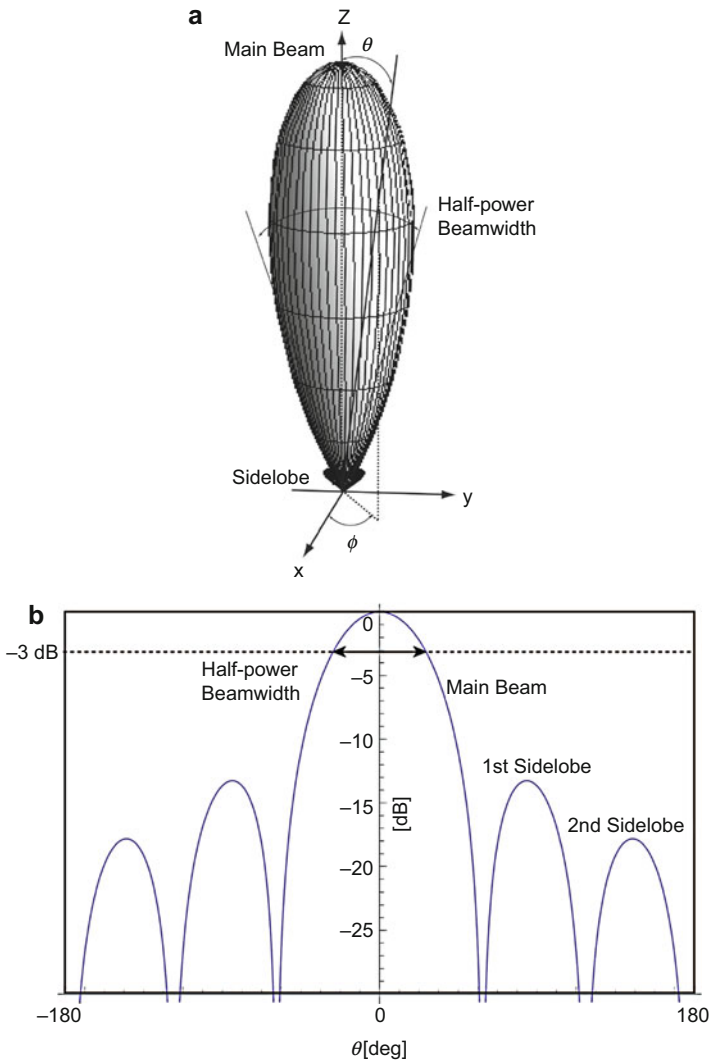 a
Z
Main Beam
θ
Half-power
Beamwidth
Sidelobe
y
ϕ
x
b
0
–3 dB
Half-power
Beamwidth
–5
Main Beam
–10
1st Sidelobe
–15
[dB]
2nd Sidelobe
–20
–25
–180
0
180
θ[deg]